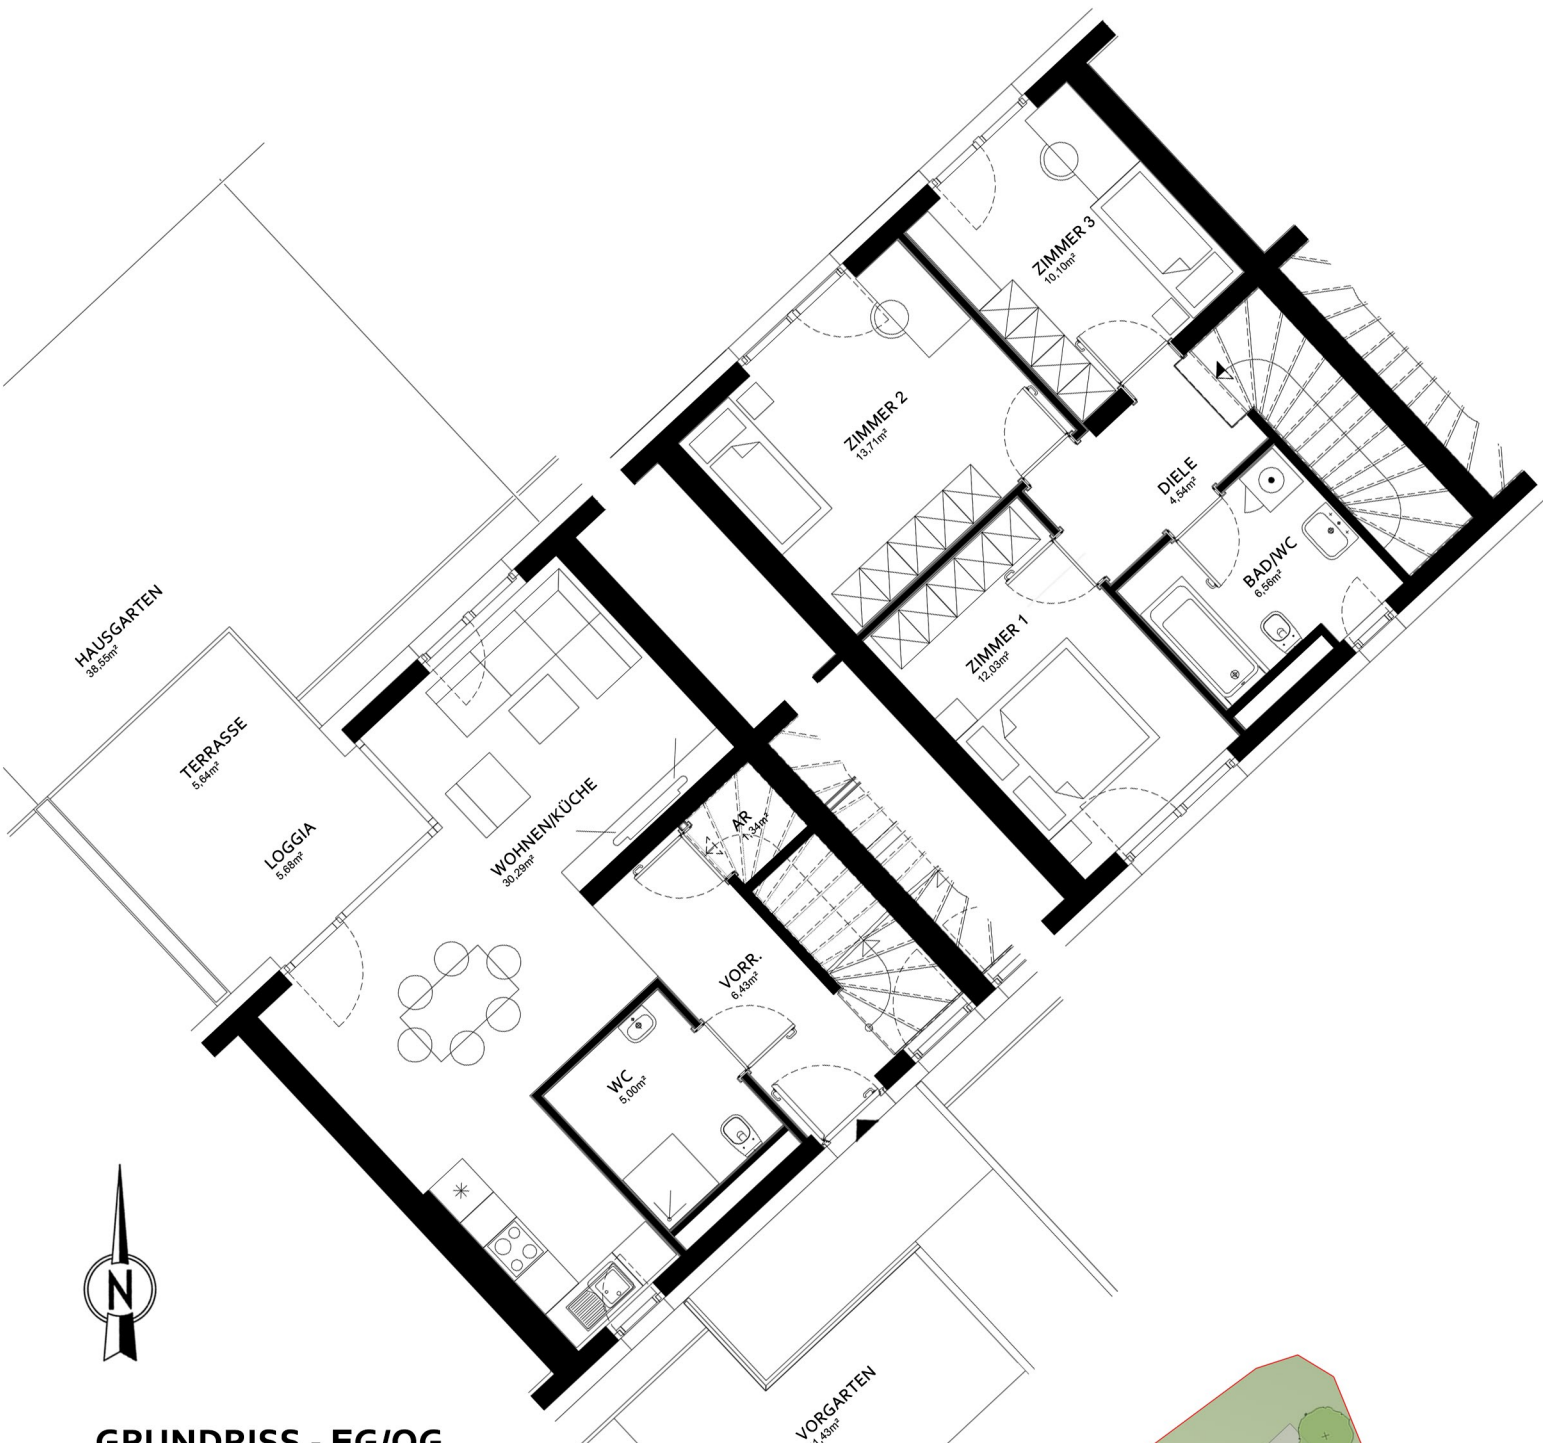 ZIMMER 3
10,10m²
ZIMMER 2
13,71m²
DIELE
4,54m²
BAD/WC
6,56m²
ZIMMER 1
12,03m²
HAUSGARTEN
38,55m²
TERRASSE
5,64m²
LOGGIA
5,68m²
WOHNEN/KÜCHE
30,29m²
AR
1,34m²
VORR.
6,43m²
WC
5,00m²
N
VORGARTEN
GRUNDRISS - EG/OG